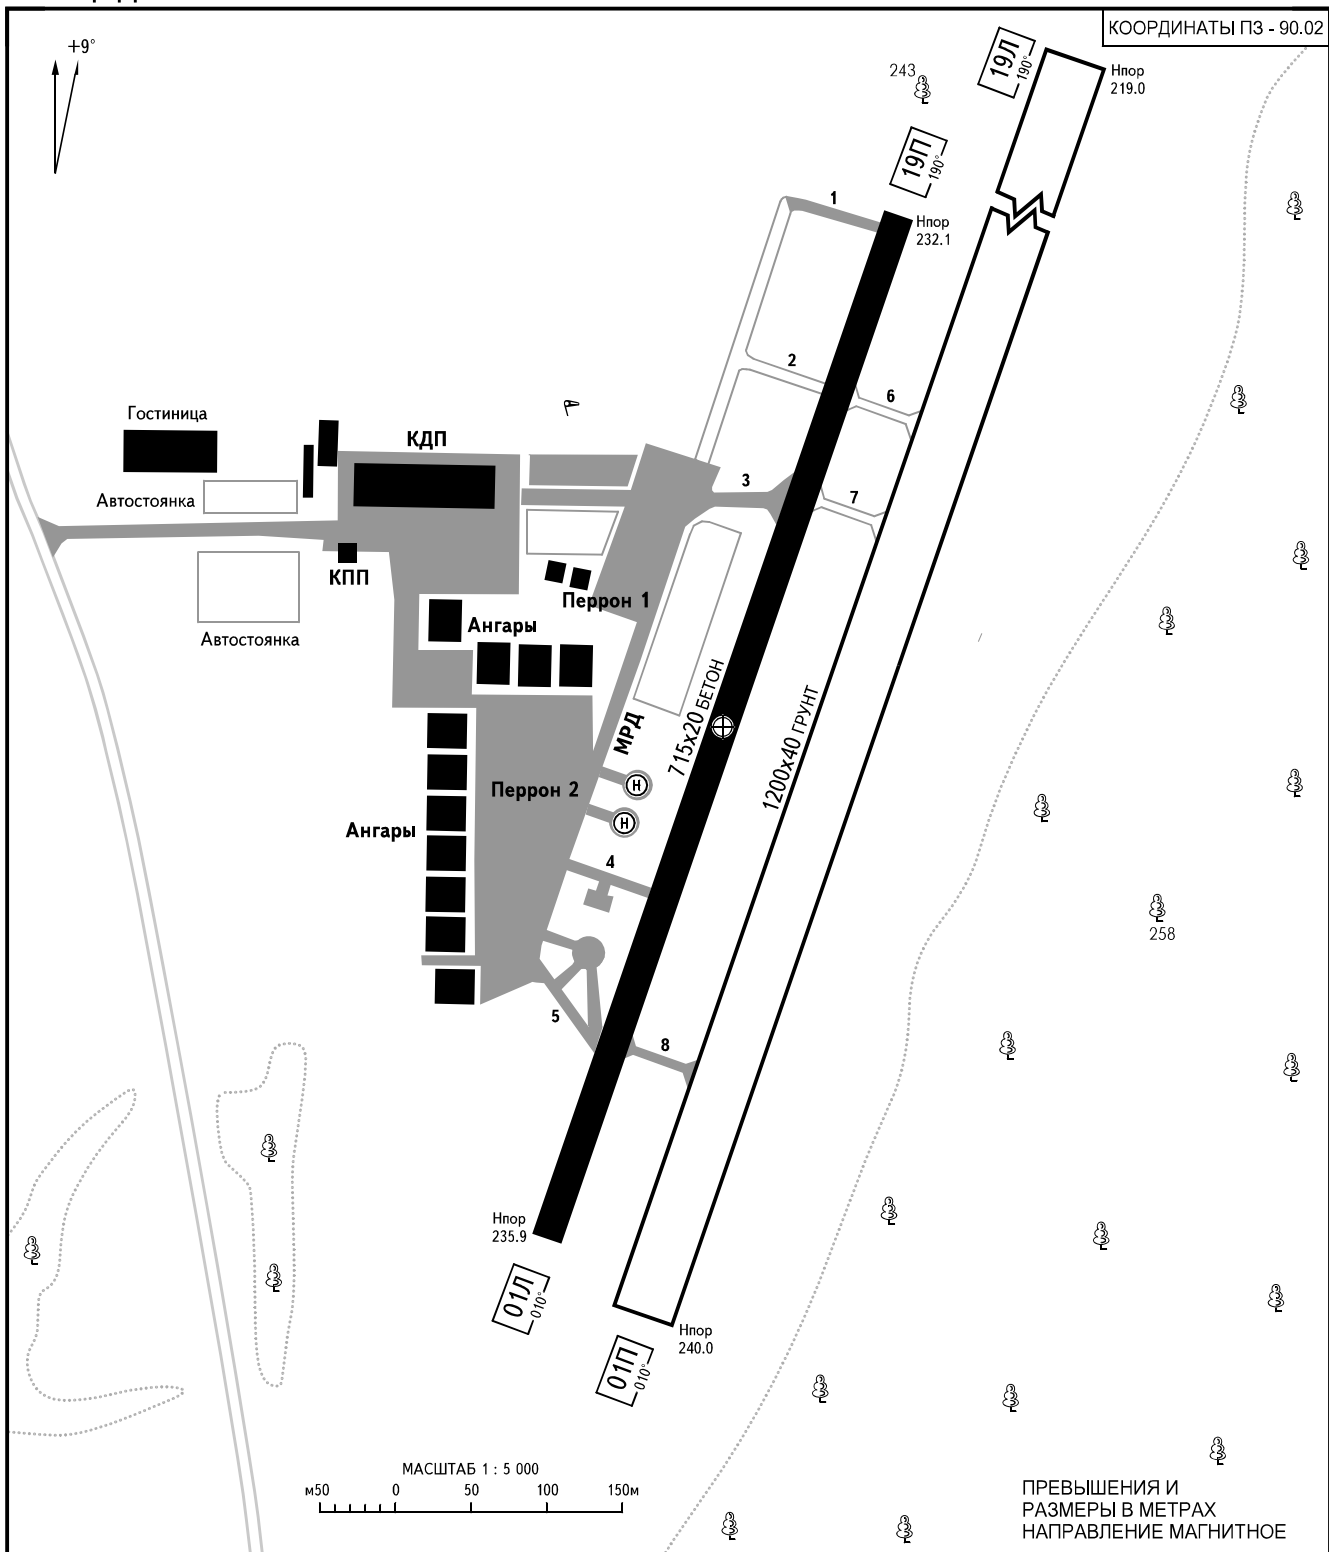 КООРДИНАТЫ ПЗ - 90.02
+9°
19Л
190°
Нпор
219.0
243
19П
190°
1
Нпор
232.1
2
6
Гостиница
КДП
Автостоянка
3
7
КПП
Перрон 1
Ангары
Автостоянка
МРД
715x20 БЕТОН
1200x40 ГРУНТ
Перрон 2
H
H
Ангары
4
258
5
8
Нпор
235.9
01Л
010°
Нпор
240.0
01П
010°
МАСШТАБ 1 : 5 000
м50 0 50 100 150м
ПРЕВЫШЕНИЯ И
РАЗМЕРЫ В МЕТРАХ
НАПРАВЛЕНИЕ МАГНИТНОЕ